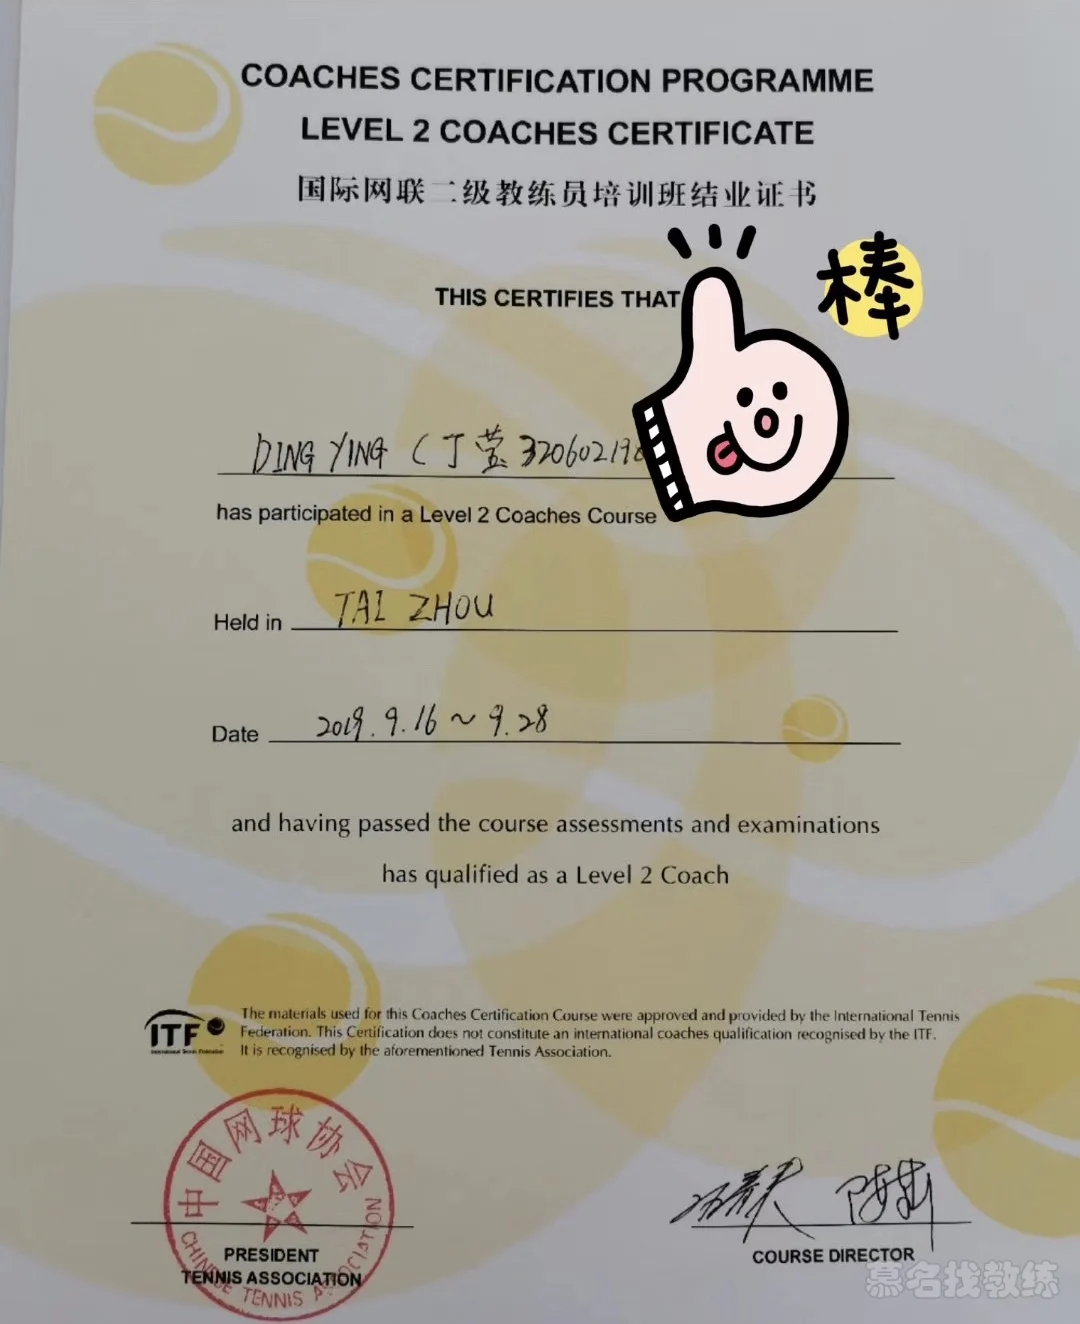 COACHES CERTIFICATION PROGRAMME
LEVEL 2 COACHES CERTIFICATE
国际网联二级教练员培训班结业证书
棒
THIS CERTIFIES THAT
DING YING (丁莹 320602198
has participated in a Level 2 Coaches Course
Held in TAI ZHOU
Date 2019.9.16~9.28
and having passed the course assessments and examinations
has qualified as a Level 2 Coach
ITF
International Tennis Federation
The materials used for this Coaches Certification Course were approved and provided by the International Tennis
Federation. This Certification does not constitute an international coaches qualification recognised by the ITF.
It is recognised by the aforementioned Tennis Association.
中国网球协会
CHINESE TENNIS ASSOCIATION
PRESIDENT
TENNIS ASSOCIATION
COURSE DIRECTOR
慕名找教练